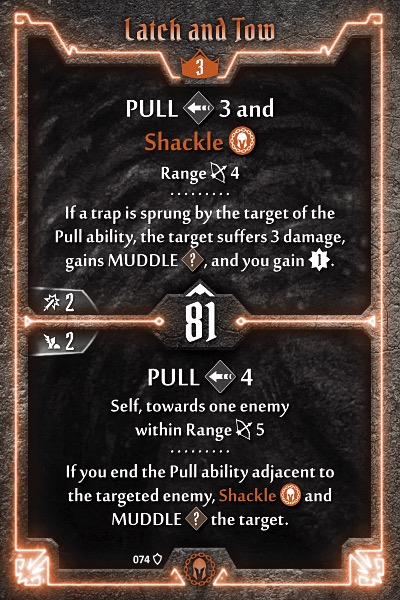 Latch and Tow
3
PULL 3 and
Shackle
Range 4
If a trap is sprung by the target of the
Pull ability, the target suffers 3 damage,
gains MUDDLE ?, and you gain 1.
2
81
2
PULL 4
Self, towards one enemy
within Range 5
If you end the Pull ability adjacent to
the targeted enemy, Shackle and
MUDDLE ? the target.
074